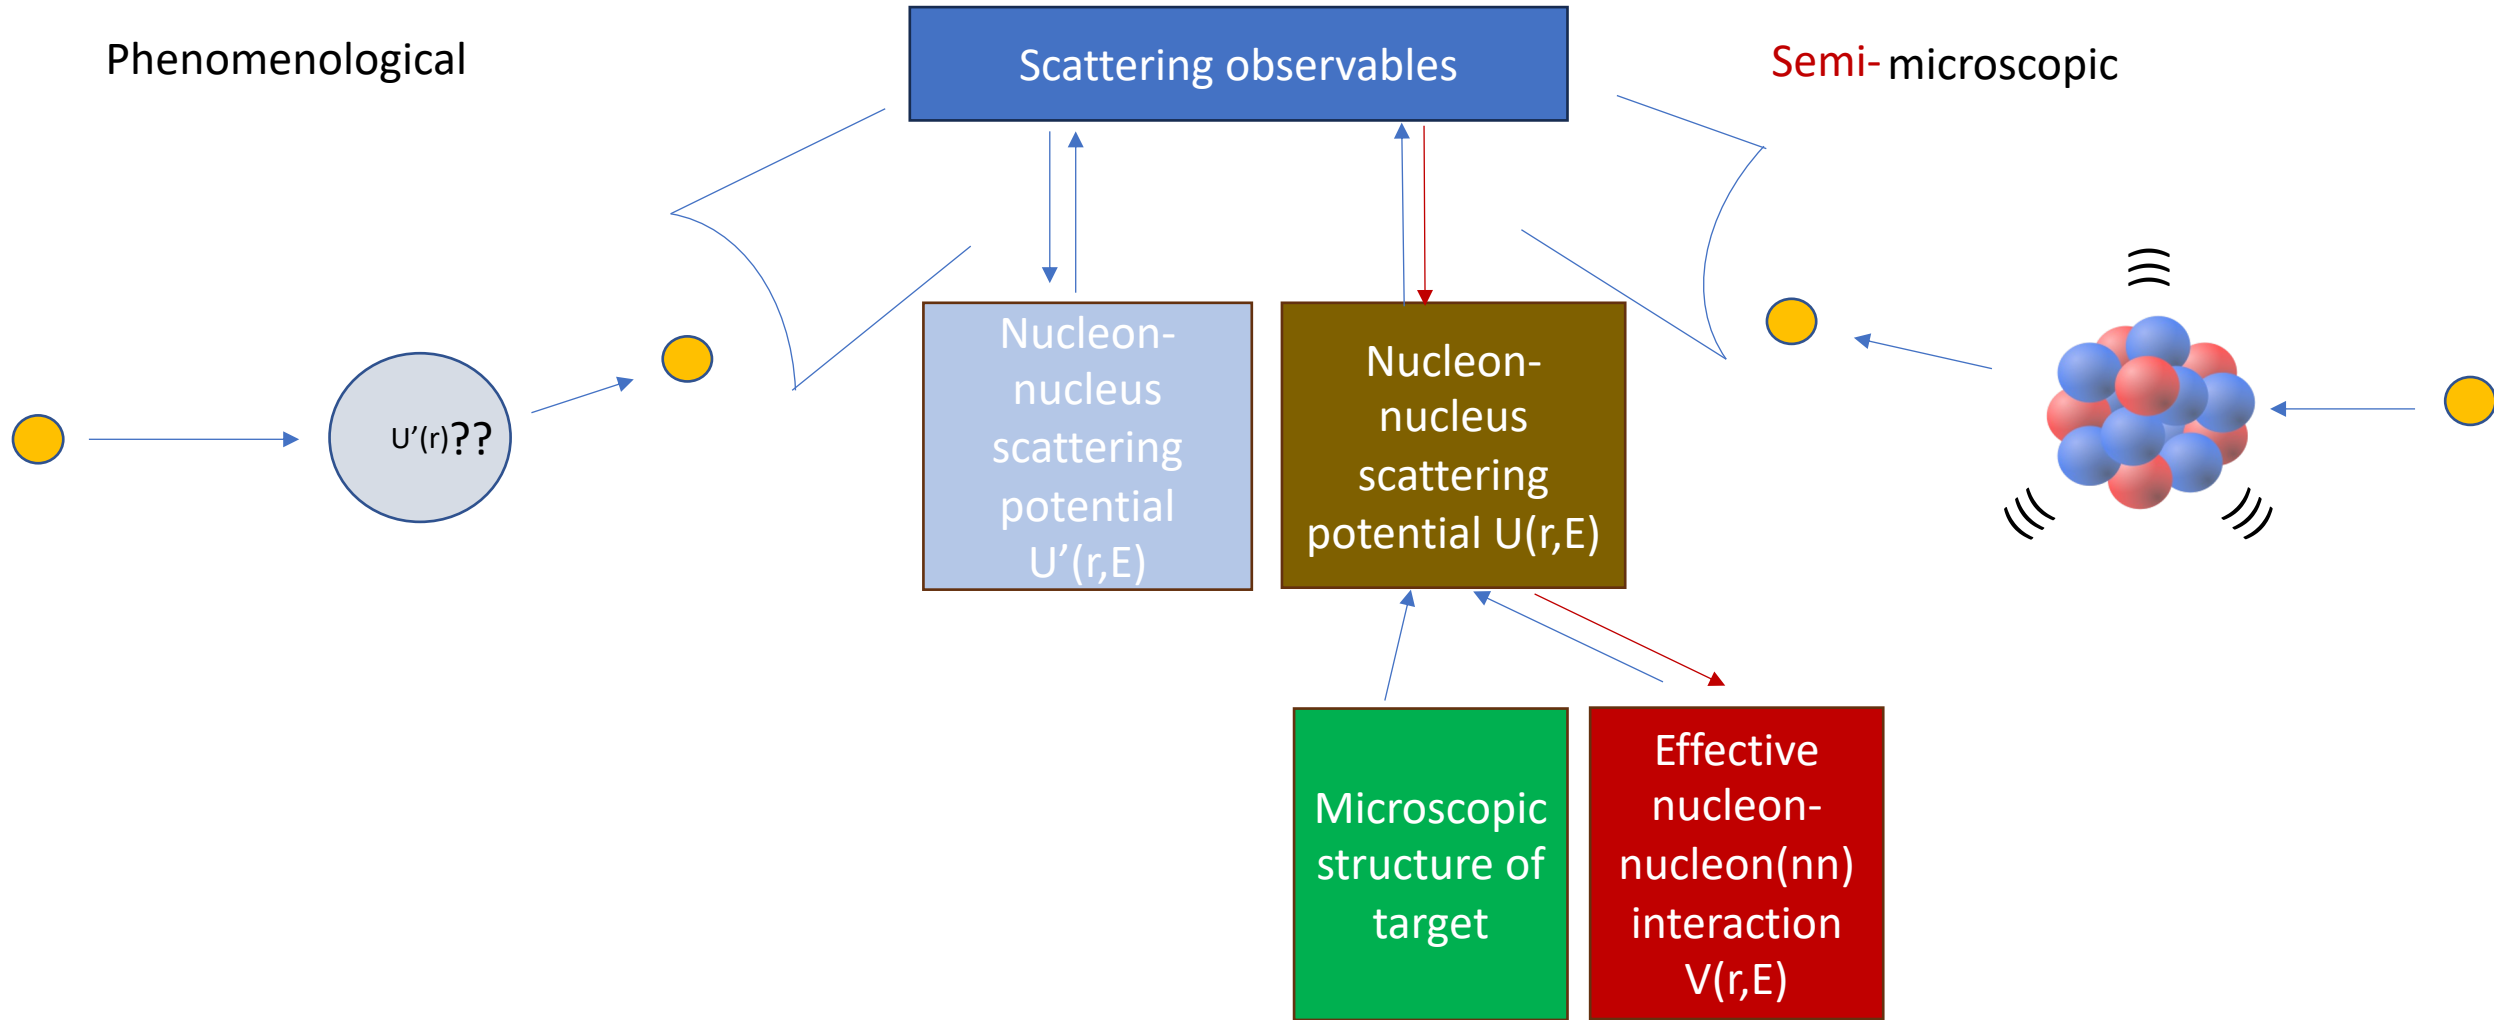 Phenomenological
Scattering observables
Semi- microscopic
U’(r)??
Nucleon-
nucleus
scattering
potential
U’(r,E)
Nucleon-
nucleus
scattering
potential U(r,E)
Microscopic
structure of
target
Effective
nucleon-
nucleon(nn)
interaction
V(r,E)